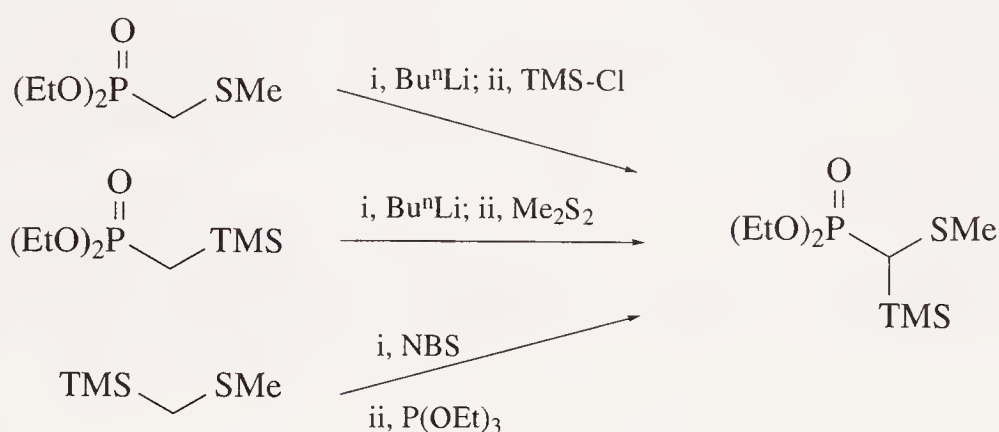 O
(EtO)₂P SMe
i, BuⁿLi; ii, TMS-Cl
O
(EtO)₂P TMS
i, BuⁿLi; ii, Me₂S₂
O
(EtO)₂P SMe
TMS
TMS SMe
i, NBS
ii, P(OEt)₃